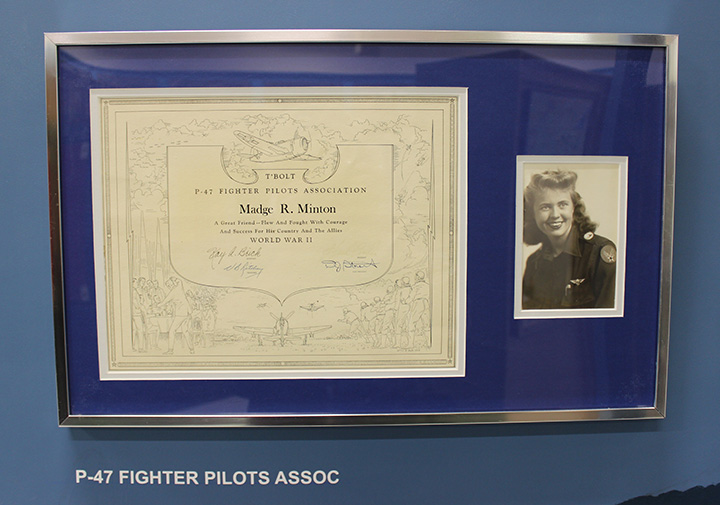 T'BOLT
P-47 FIGHTER PILOTS ASSOCIATION
Madge R. Minton
A Great Friend—Flew And Fought With Courage
And Success For Her Country And The Allies
WORLD WAR II
P-47 FIGHTER PILOTS ASSOC